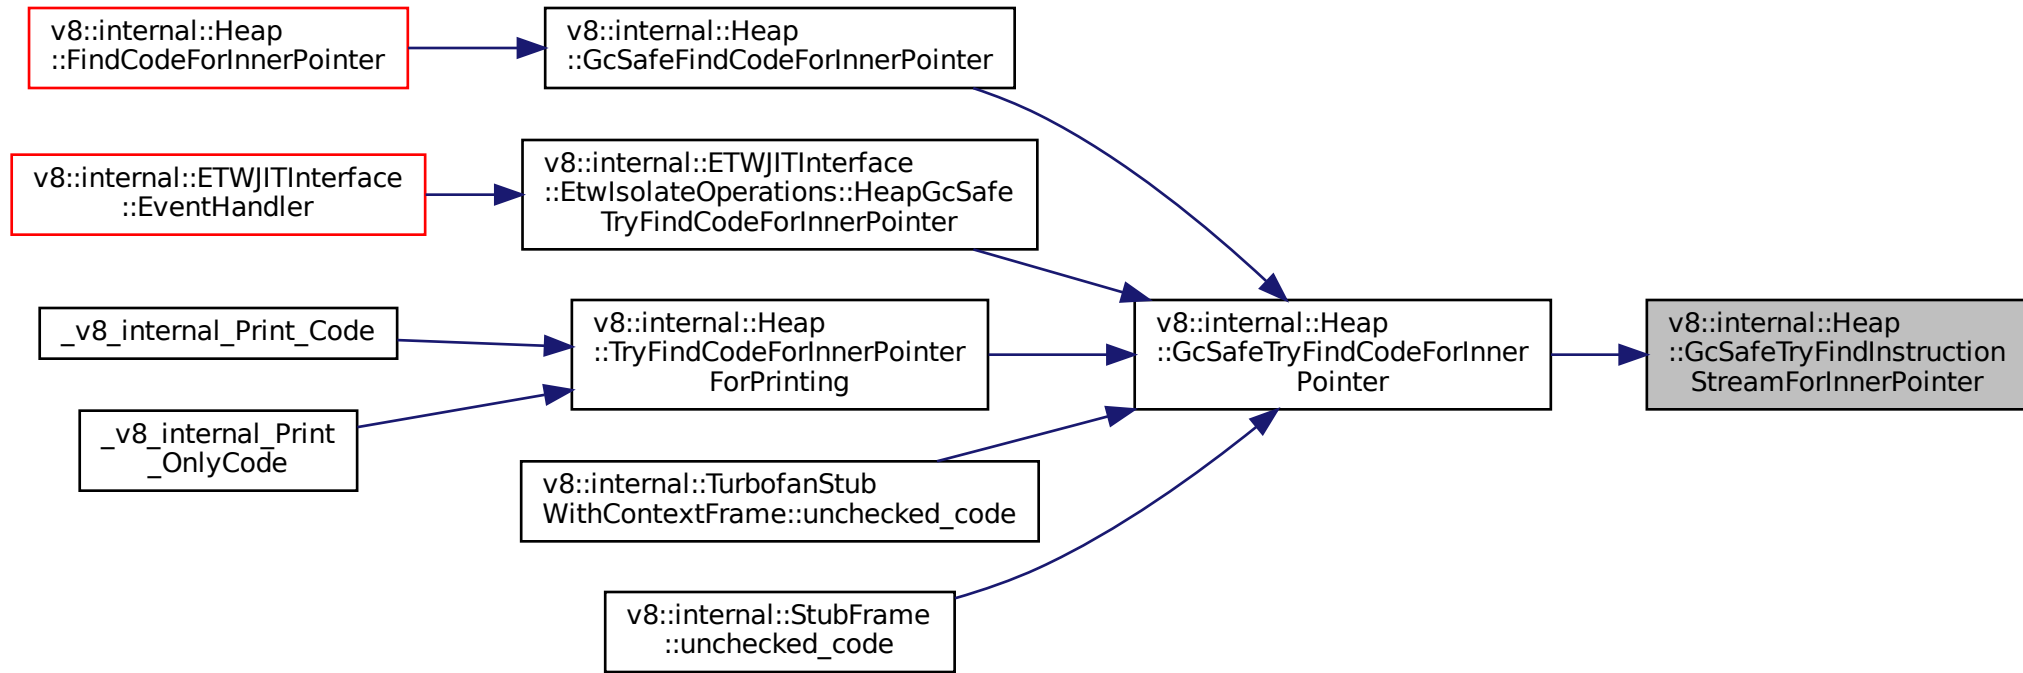 v8::internal::Heap
::FindCodeForInnerPointer
v8::internal::Heap
::GcSafeFindCodeForInnerPointer
v8::internal::ETWJITInterface
::EventHandler
v8::internal::ETWJITInterface
::EtwIsolateOperations::HeapGcSafe
TryFindCodeForInnerPointer
_v8_internal_Print_Code
_v8_internal_Print
_OnlyCode
v8::internal::Heap
::TryFindCodeForInnerPointer
ForPrinting
v8::internal::TurbofanStub
WithContextFrame::unchecked_code
v8::internal::StubFrame
::unchecked_code
v8::internal::Heap
::GcSafeTryFindCodeForInner
Pointer
v8::internal::Heap
::GcSafeTryFindInstruction
StreamForInnerPointer